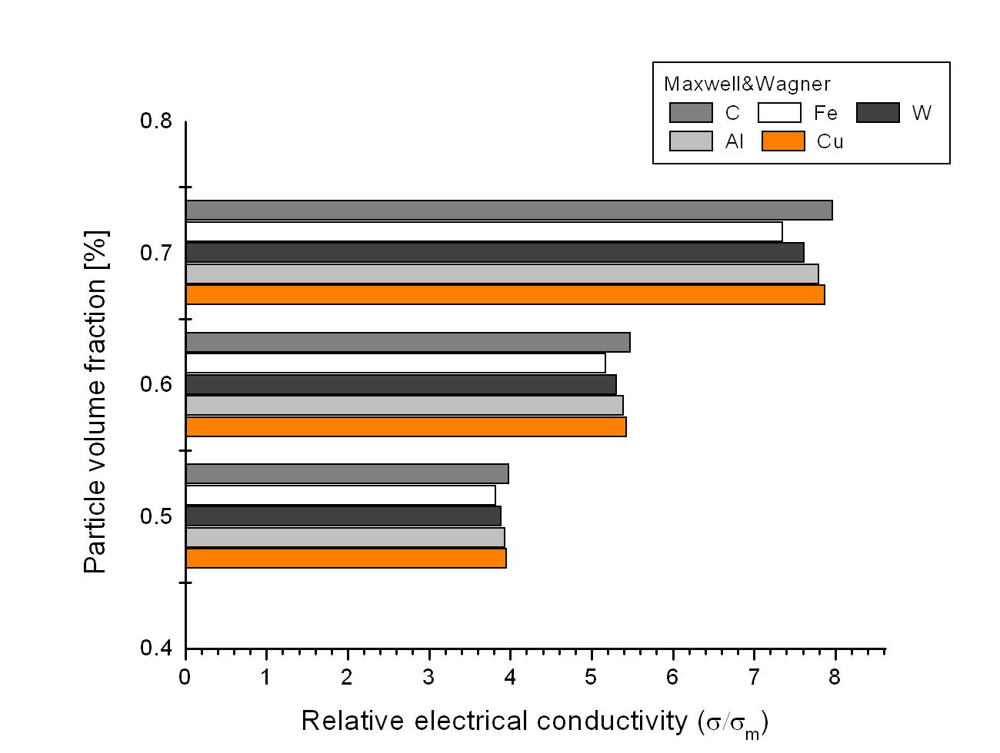 Maxwell&Wagner
C Fe W
Al Cu
0.8
0.7
0.6
0.5
0.4
Particle volume fraction [%]
0 1 2 3 4 5 6 7 8
Relative electrical conductivity (σ/σm)